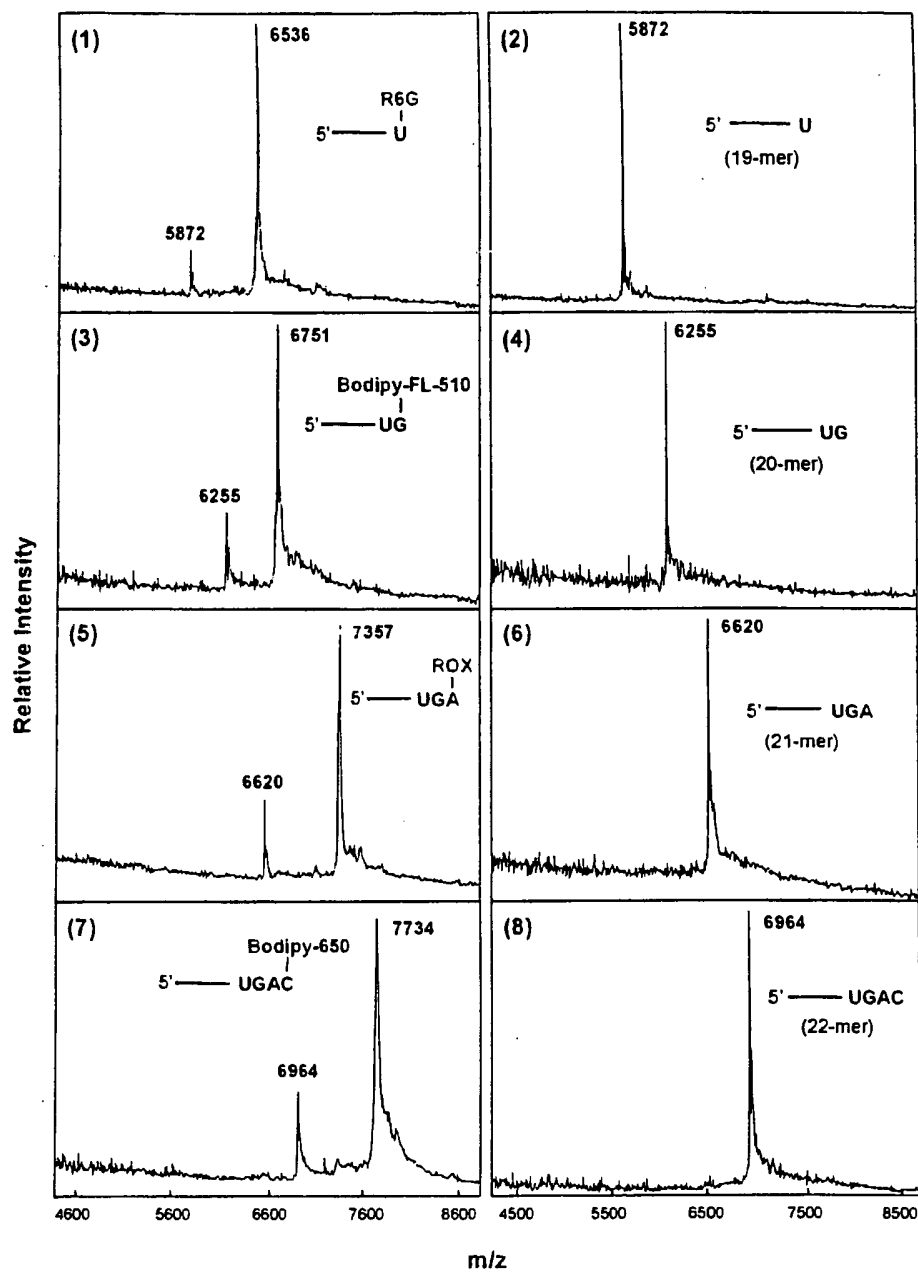 Relative Intensity
(1)
6536
R6G
5' U
5872
(2)
5872
5' U
(19-mer)
(3)
6751
Bodipy-FL-510
5' UG
6255
(4)
6255
5' UG
(20-mer)
(5)
7357
ROX
5' UGA
6620
(6)
6620
5' UGA
(21-mer)
(7)
7734
Bodipy-650
5' UGAC
6964
(8)
6964
5' UGAC
(22-mer)
4600 5600 6600 7600 8600
4500 5500 6500 7500 8500
m/z